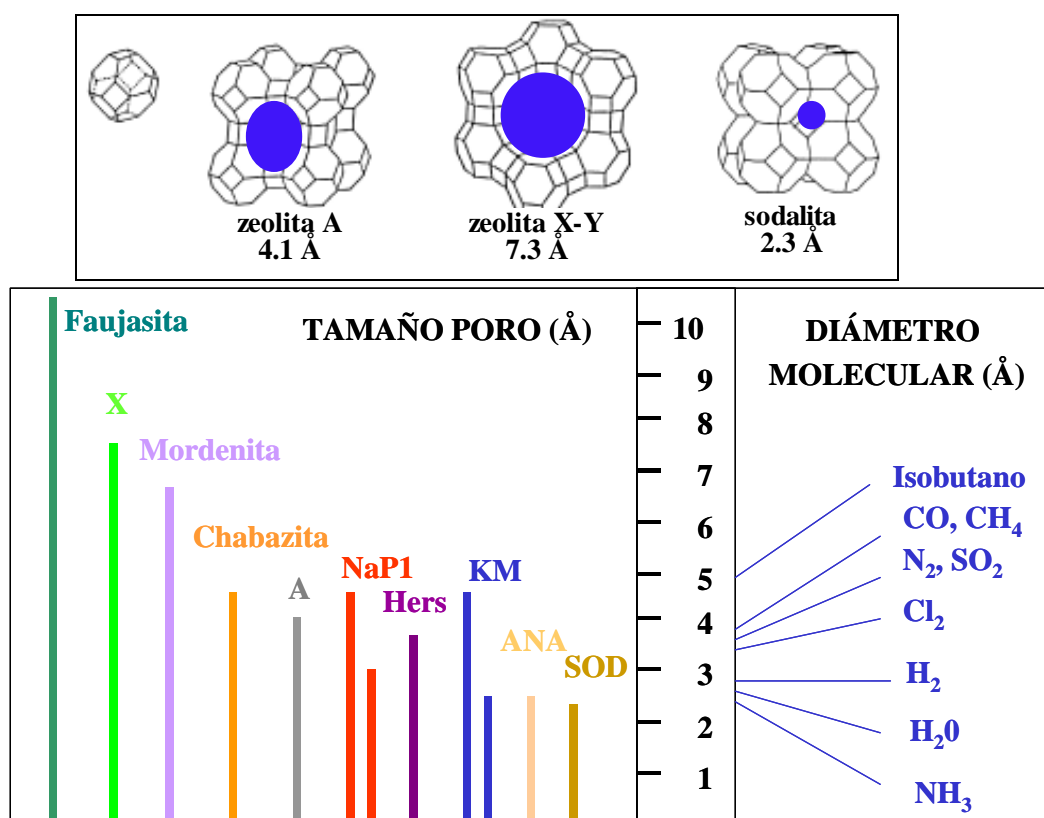 zeolita A
4.1 Å
zeolita X-Y
7.3 Å
sodalita
2.3 Å
Faujasita
TAMAÑO PORO (Å)
X
Mordenita
Chabazita
A
NaP1
Hers
KM
ANA
SOD
10
9
8
7
6
5
4
3
2
1
DIÁMETRO
MOLECULAR (Å)
Isobutano
CO, CH4
N2, SO2
Cl2
H2
H20
NH3